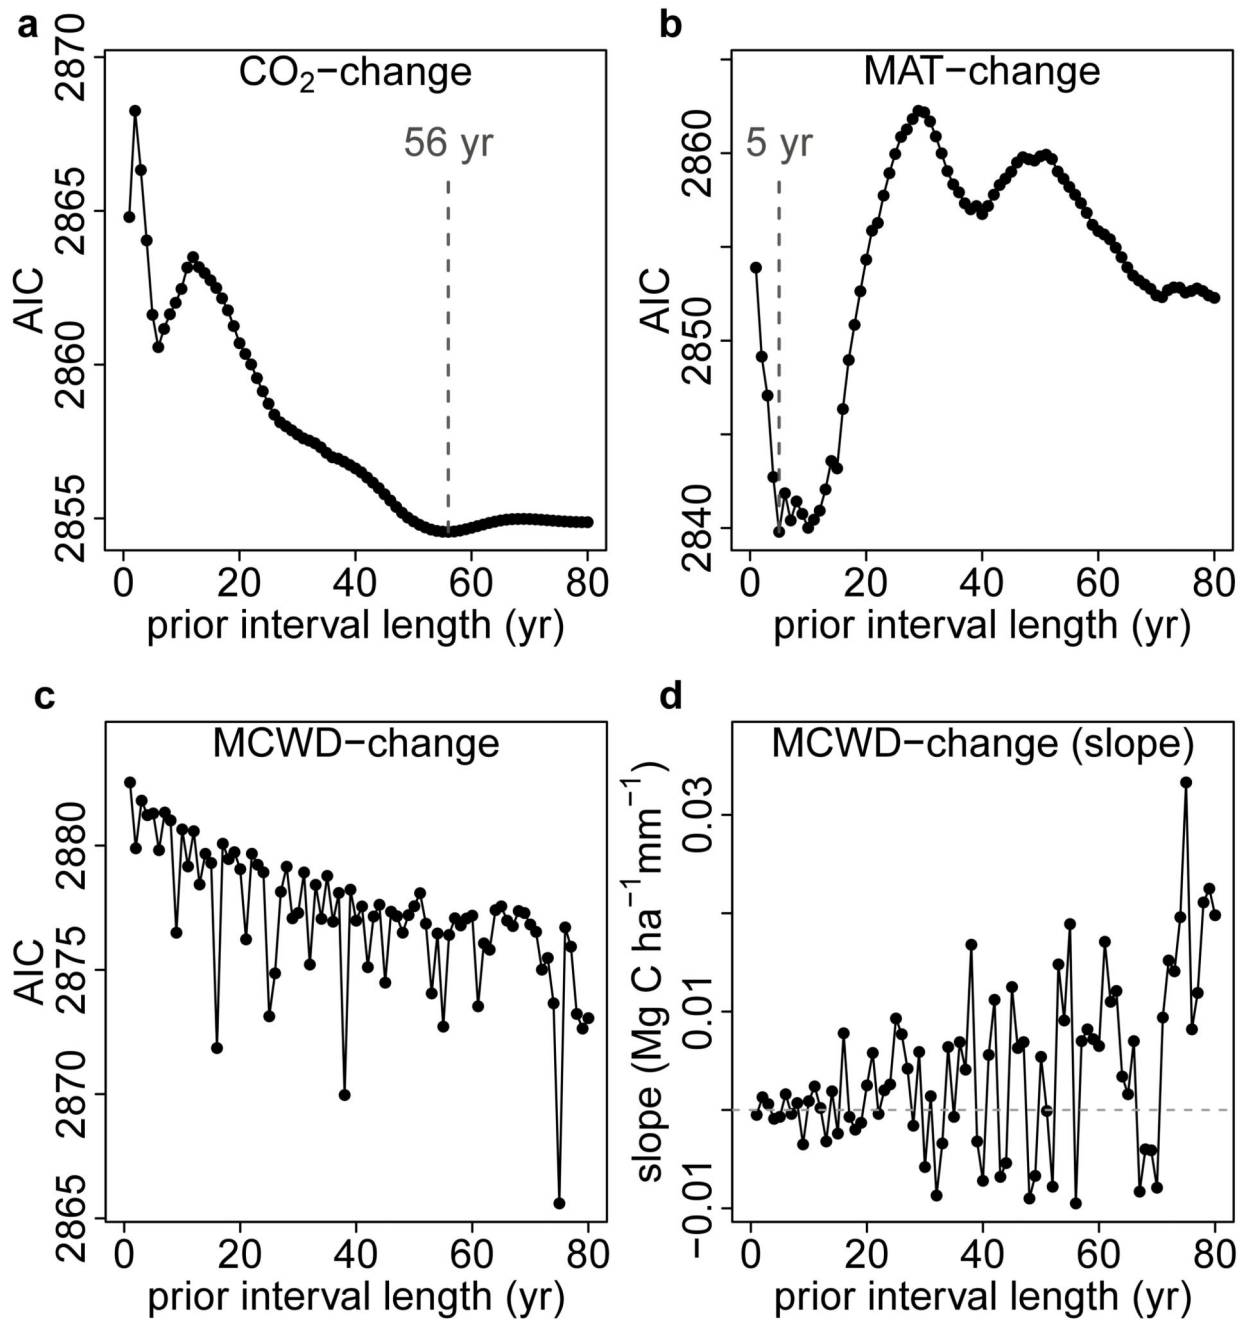 a
CO₂−change
56 yr
AIC
2870
2865
2860
2855
0 20 40 60 80
prior interval length (yr)
b
MAT−change
5 yr
AIC
2860
2850
2840
0 20 40 60 80
prior interval length (yr)
c
MCWD−change
AIC
2880
2875
2870
2865
0 20 40 60 80
prior interval length (yr)
d
MCWD−change (slope)
slope (Mg C ha⁻¹mm⁻¹)
0.03
0.01
−0.01
0 20 40 60 80
prior interval length (yr)